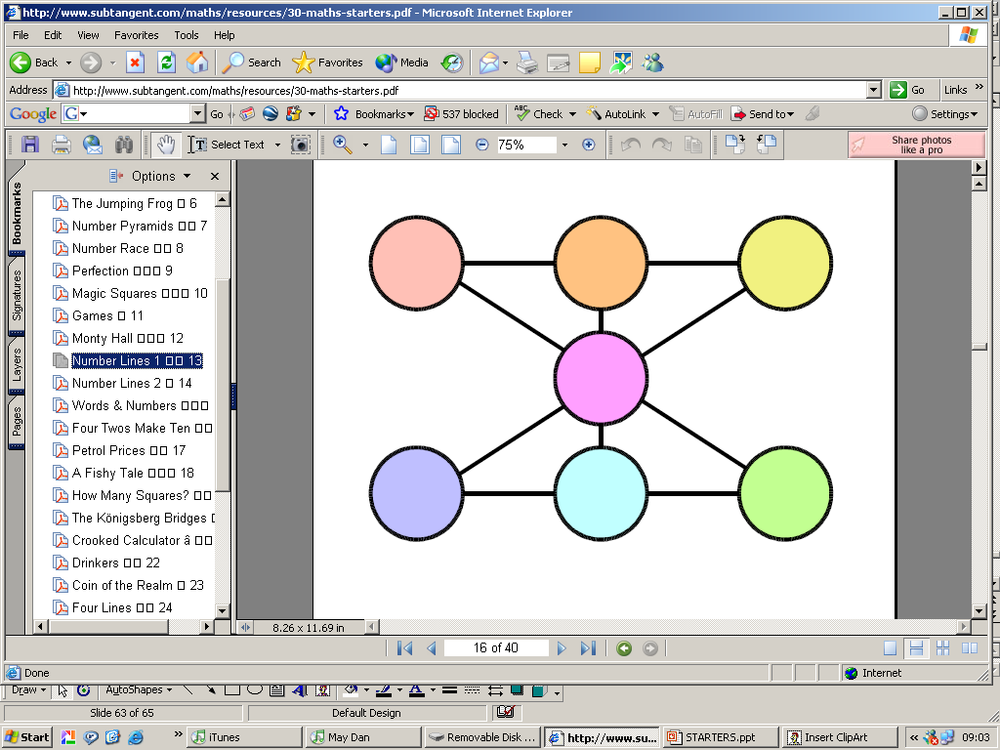 http://www.subtangent.com/maths/resources/30-maths-starters.pdf - Microsoft Internet Explorer
File Edit View Favorites Tools Help
Back Search Favorites Media
Address http://www.subtangent.com/maths/resources/30-maths-starters.pdf Go Links »
Google G Go Bookmarks 537 blocked ABC Check AutoLink AutoFill Send to Settings
Select Text 75% Share photos
like a pro
Options
Bookmarks
Signatures
Layers
Pages
The Jumping Frog □ 6
Number Pyramids □□ 7
Number Race □□ 8
Perfection □□□ 9
Magic Squares □□□ 10
Games □ 11
Monty Hall □□□ 12
Number Lines 1 □□ 13
Number Lines 2 □ 14
Words & Numbers □□□
Four Twos Make Ten □□
Petrol Prices □□ 17
A Fishy Tale □□□ 18
How Many Squares? □□
The Königsberg Bridges
Crooked Calculator â □□
Drinkers □□ 22
Coin of the Realm □ 23
Four Lines □□ 24
8.26 x 11.69 in
16 of 40
Done Internet
Draw AutoShapes
Slide 63 of 65 Default Design
Start » iTunes May Dan Removable Disk ... http://www.su... STARTERS.ppt Insert ClipArt « 09:03